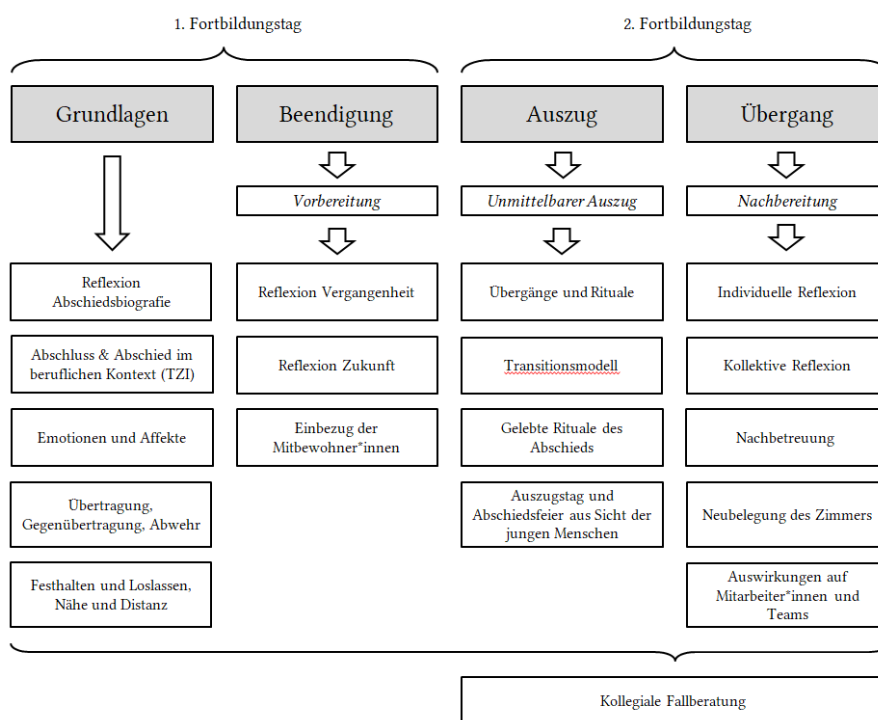 1. Fortbildungstag
2. Fortbildungstag
Grundlagen
Beendigung
Auszug
Übergang
Vorbereitung
Unmittelbarer Auszug
Nachbereitung
Reflexion
Abschiedsbiografie
Reflexion Vergangenheit
Übergänge und Rituale
Individuelle Reflexion
Abschluss & Abschied im
beruflichen Kontext (TZI)
Reflexion Zukunft
Transitionsmodell
Kollektive Reflexion
Emotionen und Affekte
Einbezug der
Mitbewohner*innen
Gelebte Rituale des
Abschieds
Nachbetreuung
Übertragung,
Gegenübertragung, Abwehr
Auszugstag und
Abschiedsfeier aus Sicht der
jungen Menschen
Neubelegung des Zimmers
Festhalten und Loslassen,
Nähe und Distanz
Auswirkungen auf
Mitarbeiter*innen und
Teams
Kollegiale Fallberatung